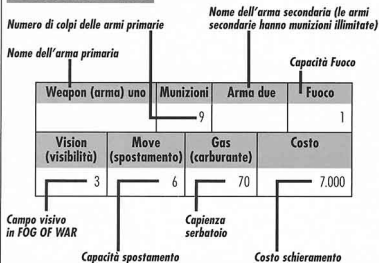 Numero di colpi delle armi primarie
Nome dell'arma secondaria (le armi
secondarie hanno munizioni illimitate)
Nome dell'arma primaria
Capacità Fuoco
Weapon (arma) uno Munizioni Arma due Fuoco
9 1
Vision Move Gas Costo
(visibilità) (spostamento) (carburante)
3 6 70 7.000
Campo visivo
in FOG OF WAR
Capienza
serbatoio
Capacità spostamento
Costo schieramento